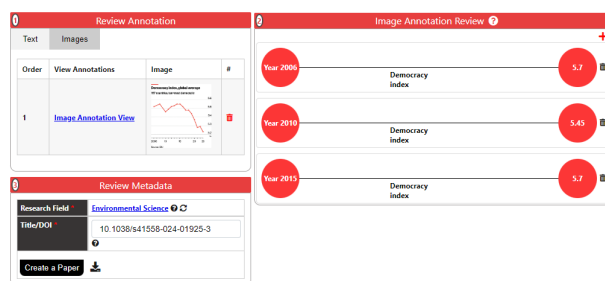 1
Review Annotation
Text Images
Order View Annotations Image #
1 Image Annotation View
Democracy index, global average
3
Review Metadata
Research Field * Environmental Science
Title/DOI * 10.1038/s41558-024-01925-3
Create a Paper
2
Image Annotation Review
Year 2006 Democracy index 5.7
Year 2010 Democracy index 5.45
Year 2015 Democracy index 5.7